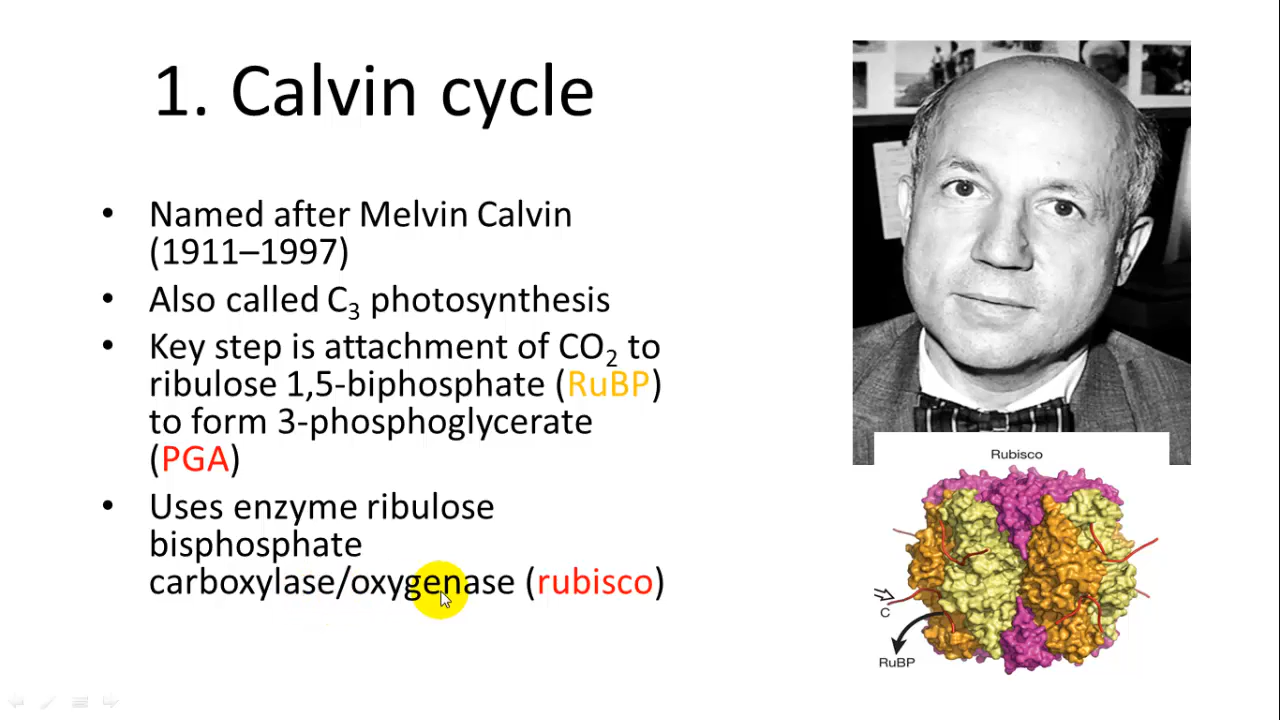 1. Calvin cycle
• Named after Melvin Calvin
(1911–1997)
• Also called C₃ photosynthesis
• Key step is attachment of CO₂ to
ribulose 1,5-biphosphate (RuBP)
to form 3-phosphoglycerate
(PGA)
• Uses enzyme ribulose
bisphosphate
carboxylase/oxygenase (rubisco)
Rubisco
C
RuBP